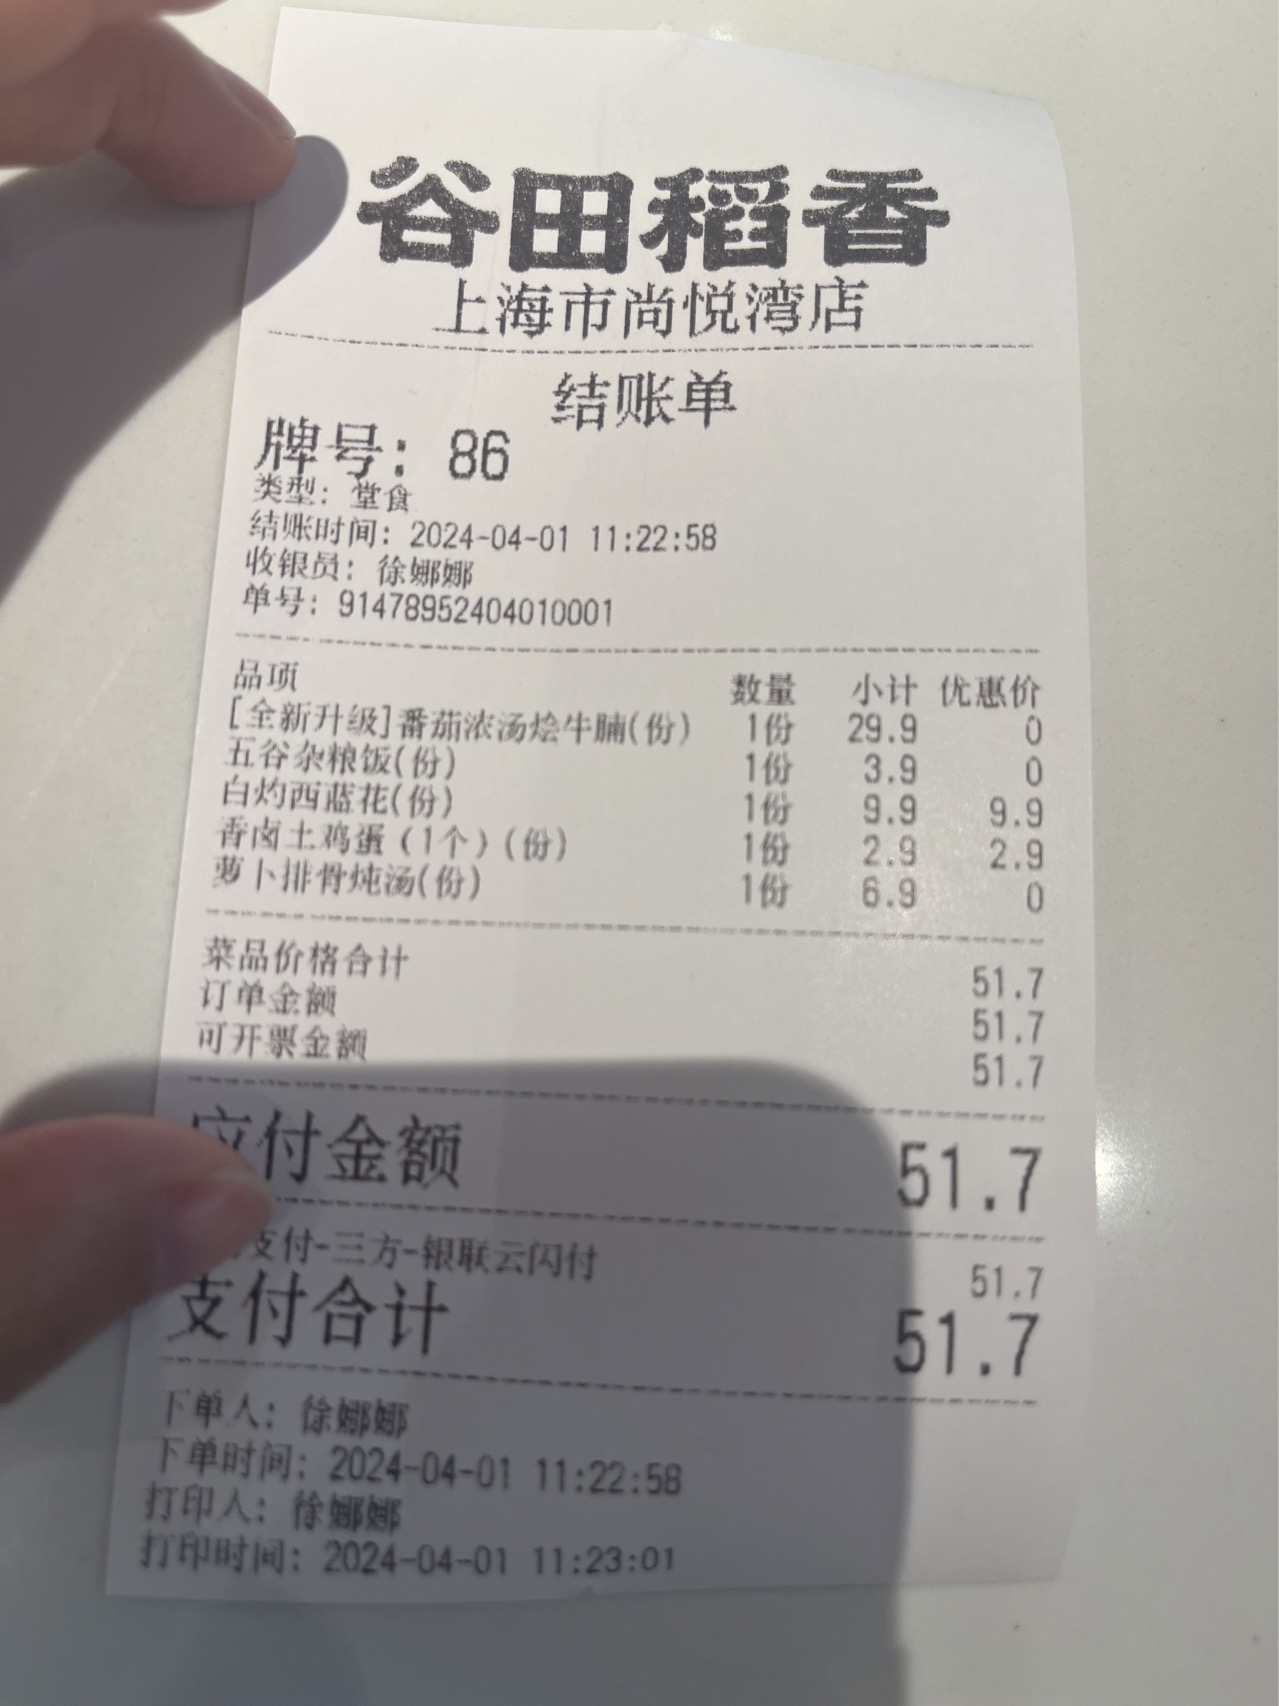 谷田稻香
上海市尚悦湾店
结账单
牌号: 86
类型: 堂食
结账时间: 2024-04-01 11:22:58
收银员: 徐娜娜
单号: 91478952404010001
品项 数量 小计 优惠价
[全新升级]番茄浓汤烩牛腩(份) 1份 29.9 0
五谷杂粮饭(份) 1份 3.9 0
白灼西蓝花(份) 1份 9.9 9.9
香卤土鸡蛋(1个)(份) 1份 2.9 2.9
萝卜排骨炖汤(份) 1份 6.9 0
菜品价格合计 51.7
订单金额 51.7
可开票金额 51.7
应付金额 51.7
支付-三方-银联云闪付 51.7
支付合计 51.7
下单人: 徐娜娜
下单时间: 2024-04-01 11:22:58
打印人: 徐娜娜
打印时间: 2024-04-01 11:23:01